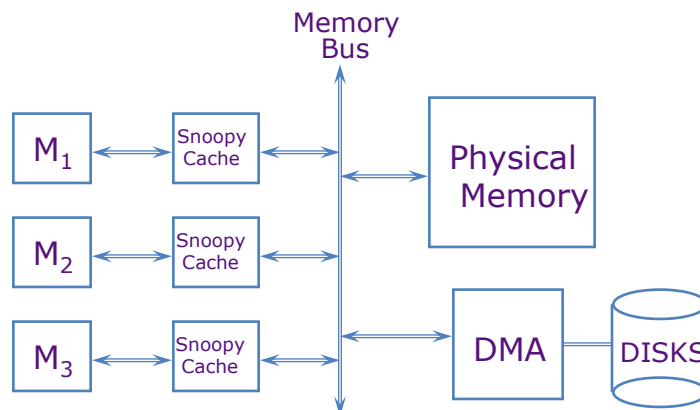 Memory
Bus
M1
Snoopy
Cache
Physical
Memory
M2
Snoopy
Cache
M3
Snoopy
Cache
DMA
DISKS